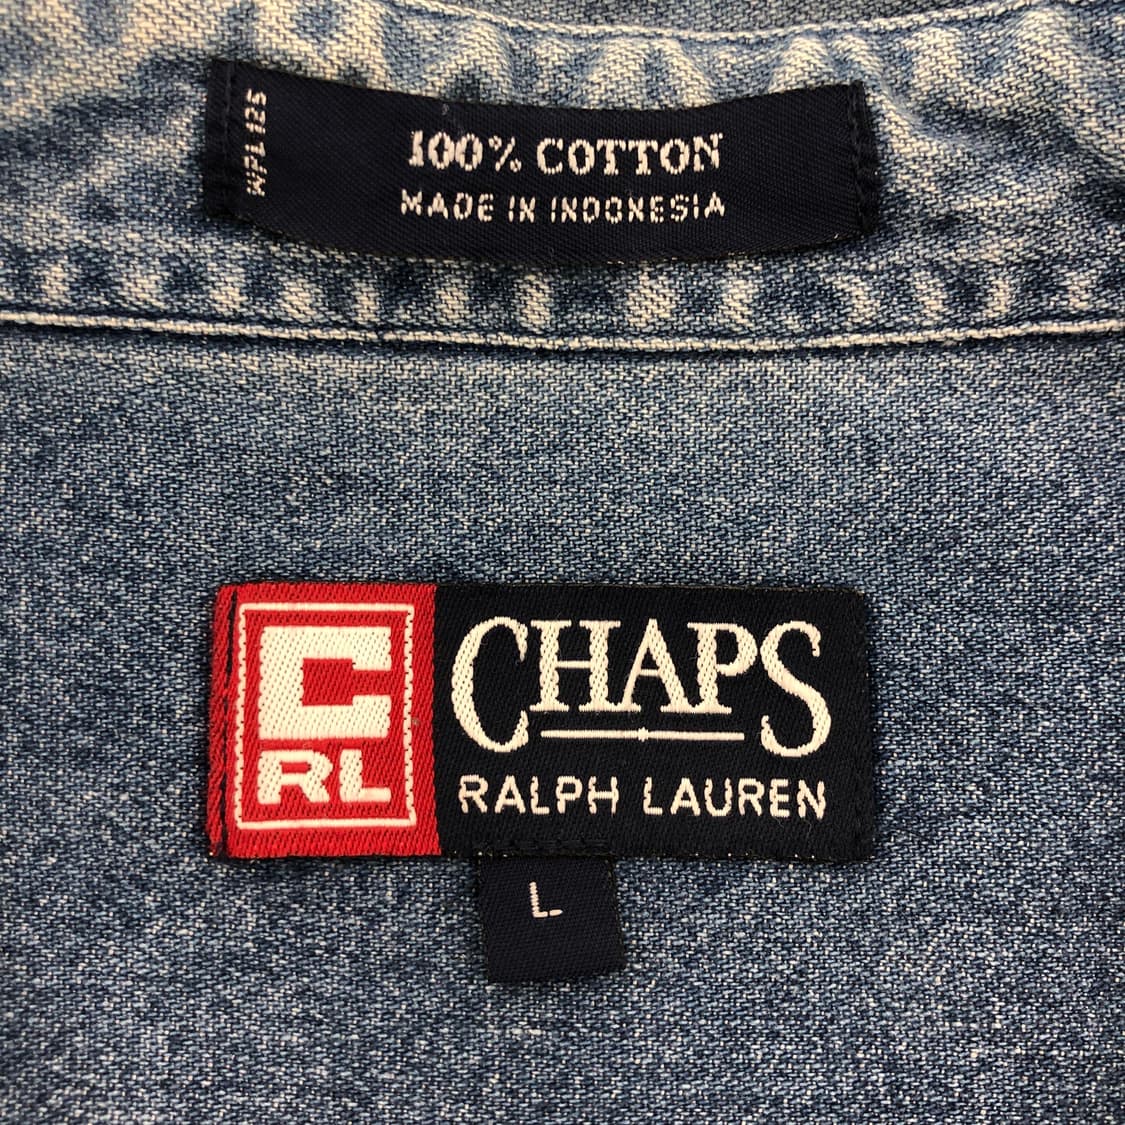 100% COTTON
MADE IN INDONESIA
C
RL
CHAPS
RALPH LAUREN
L